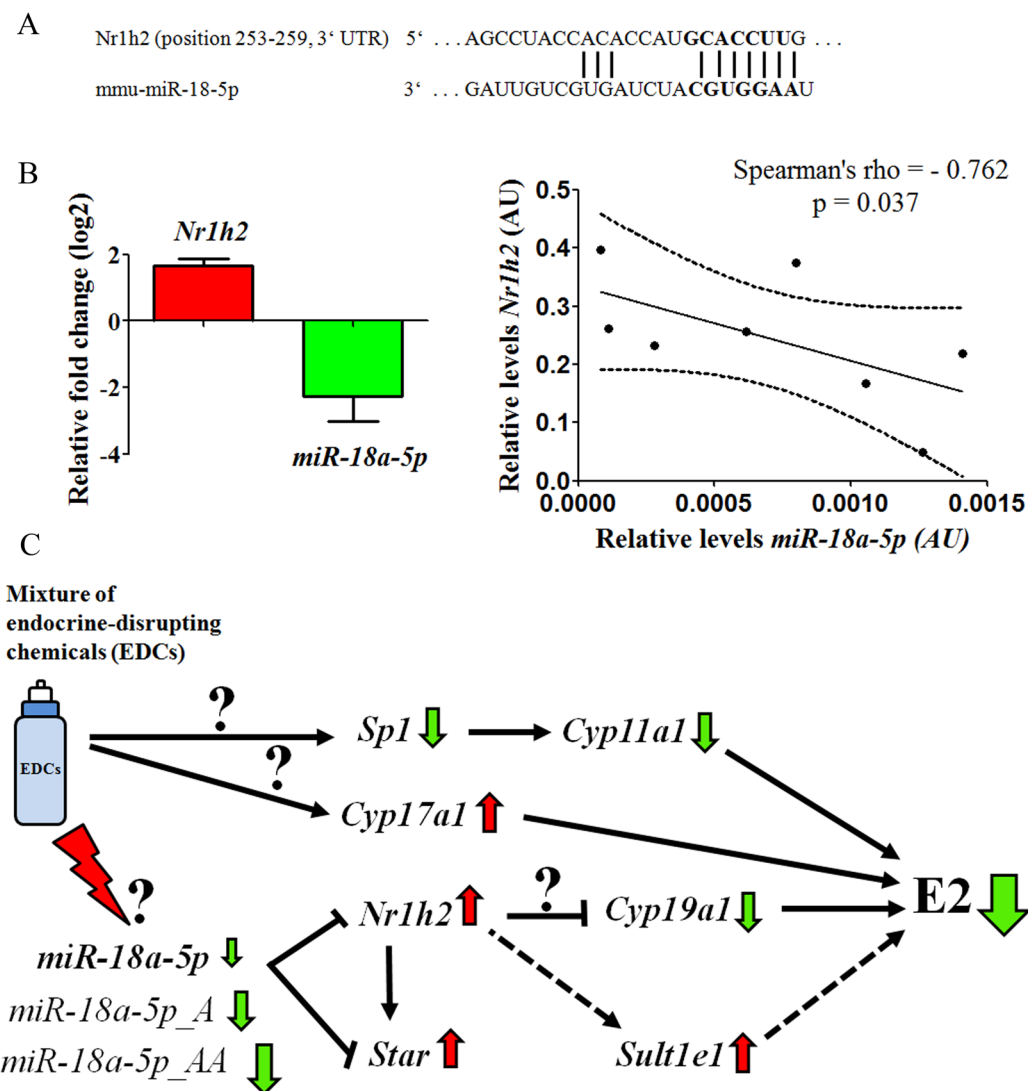 A
Nr1h2 (position 253-259, 3‘ UTR) 5‘ ...AGCCUACCACACCAUGCACCUUG ...
mmu-miR-18-5p 3‘ ...GAUUGUCGUGAUCUACGUGGAAU
B
Relative fold change (log2)
2
0
-2
-4
Nr1h2
miR-18a-5p
Spearman's rho = - 0.762
p = 0.037
Relative levels Nr1h2 (AU)
0.5
0.4
0.3
0.2
0.1
0.0
0.0000 0.0005 0.0010 0.0015
Relative levels miR-18a-5p (AU)
C
Mixture of
endocrine-disrupting
chemicals (EDCs)
EDCs
?
?
?
Sp1
Cyp11a1
Cyp17a1
Nr1h2
?
Cyp19a1
E2
miR-18a-5p
miR-18a-5p_A
miR-18a-5p_AA
Star
Sult1e1